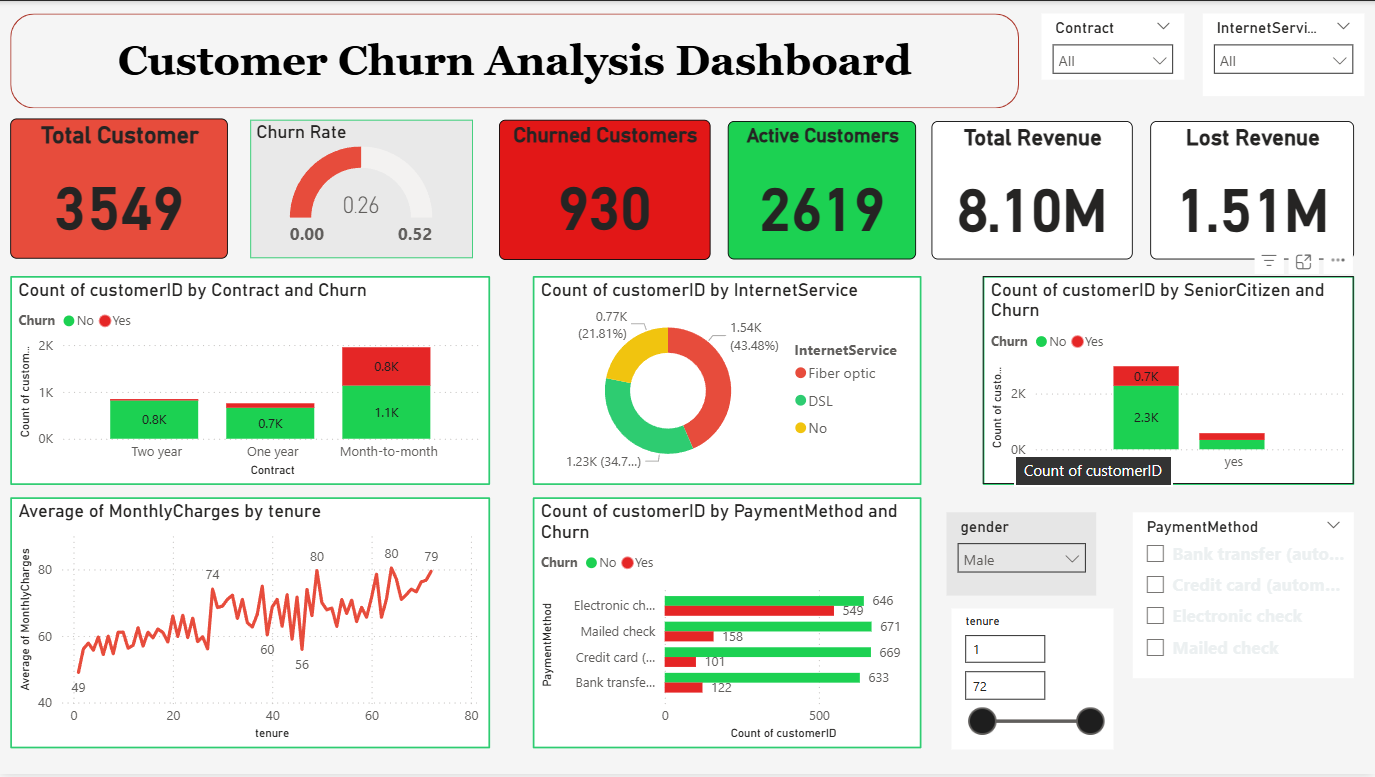 Customer Churn Analysis Dashboard
Contract
All
InternetServi...
All
Total Customer
3549
Churn Rate
0.26
0.00
0.52
Churned Customers
930
Active Customers
2619
Total Revenue
8.10M
Lost Revenue
1.51M
Count of customerID by Contract and Churn
Churn No Yes
Count of custom...
2K
1K
0K
0.8K
0.7K
0.8K
1.1K
Two year
One year
Month-to-month
Contract
Count of customerID by InternetService
0.77K
(21.81%)
1.54K
(43.48%)
1.23K (34.7...)
InternetService
Fiber optic
DSL
No
Count of customerID by SeniorCitizen and
Churn
Churn No Yes
Count of custo...
2K
0K
0.7K
2.3K
yes
Count of customerID
Average of MonthlyCharges by tenure
Average of MonthlyCharges
80
60
40
49
74
60
56
80
80
79
0
20
40
60
80
tenure
Count of customerID by PaymentMethod and
Churn
Churn No Yes
PaymentMethod
Electronic ch...
646
549
Mailed check
671
158
Credit card (...
669
101
Bank transfe...
633
122
0
500
Count of customerID
gender
Male
tenure
1
72
PaymentMethod
Bank transfer (auto...
Credit card (autom...
Electronic check
Mailed check